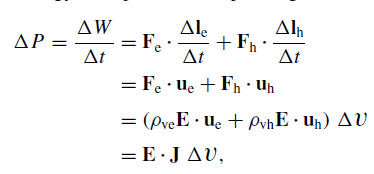 ΔP = ΔW/Δt = F_e · Δl_e/Δt + F_h · Δl_h/Δt
= F_e · u_e + F_h · u_h
= (ρ_ve E · u_e + ρ_vh E · u_h) Δ𝒱
= E · J Δ𝒱,